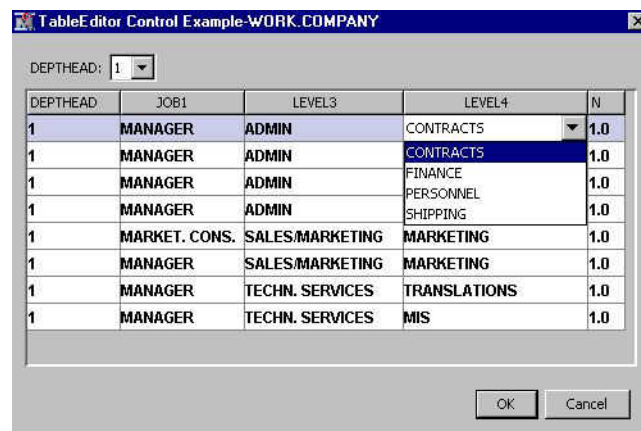 TableEditor Control Example-WORK.COMPANY
DEPTHEAD: 1
DEPTHEAD JOB1 LEVEL3 LEVEL4 N
1 MANAGER ADMIN CONTRACTS 1.0
1 MANAGER ADMIN CONTRACTS 1.0
1 MANAGER ADMIN FINANCE 1.0
PERSONNEL
1 MANAGER ADMIN SHIPPING 1.0
1 MARKET. CONS. SALES/MARKETING MARKETING 1.0
1 MANAGER SALES/MARKETING MARKETING 1.0
1 MANAGER TECHN. SERVICES TRANSLATIONS 1.0
1 MANAGER TECHN. SERVICES MIS 1.0
OK Cancel